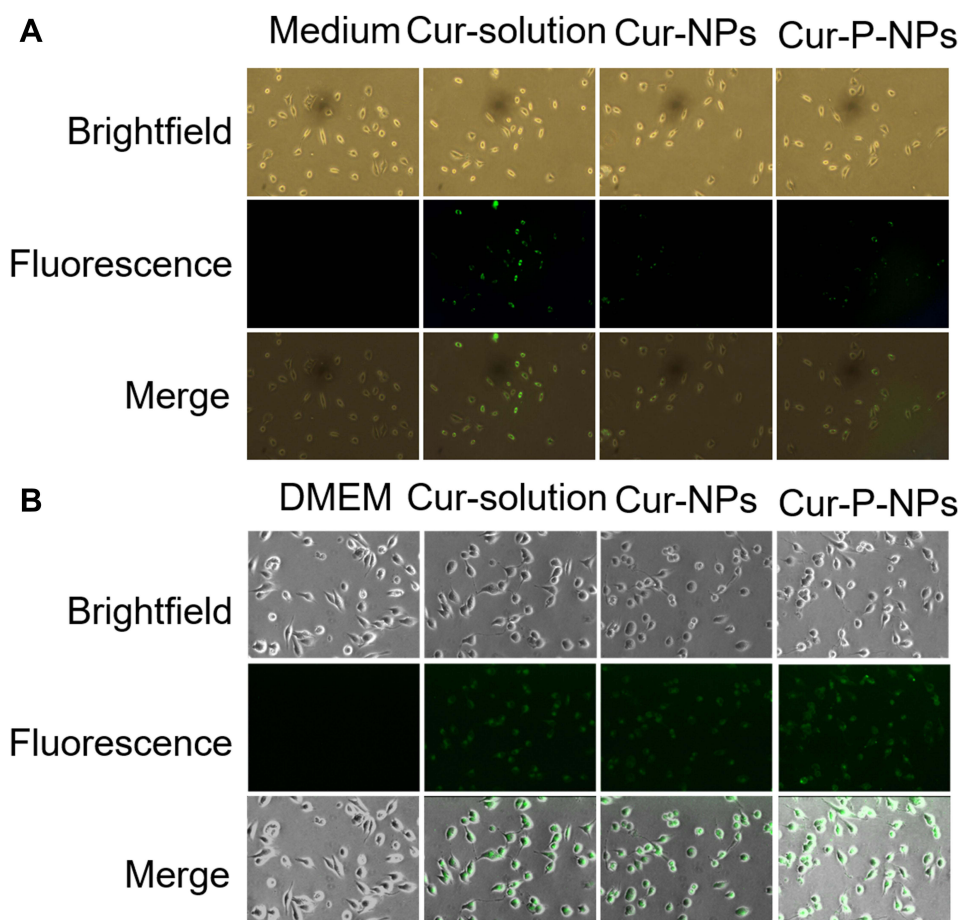 A
Medium Cur-solution Cur-NPs Cur-P-NPs
Brightfield
Fluorescence
Merge
B
DMEM Cur-solution Cur-NPs Cur-P-NPs
Brightfield
Fluorescence
Merge